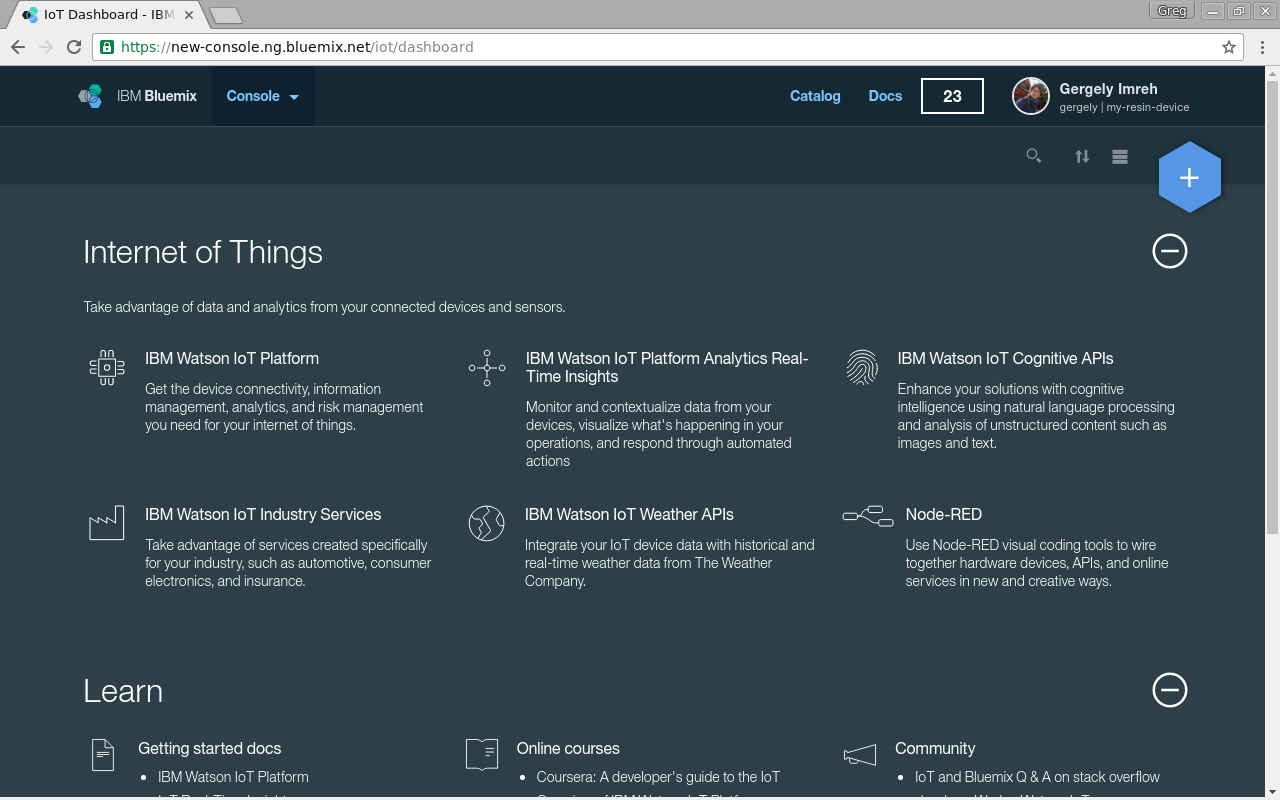 IoT Dashboard - IBM
Greg
https://new-console.ng.bluemix.net/iot/dashboard
IBM Bluemix
Console
Catalog
Docs
23
Gergely Imreh
gergely | my-resin-device
+
Internet of Things
Take advantage of data and analytics from your connected devices and sensors.
IBM Watson IoT Platform
Get the device connectivity, information
management, analytics, and risk management
you need for your internet of things.
IBM Watson IoT Platform Analytics Real-
Time Insights
Monitor and contextualize data from your
devices, visualize what's happening in your
operations, and respond through automated
actions
IBM Watson IoT Cognitive APIs
Enhance your solutions with cognitive
intelligence using natural language processing
and analysis of unstructured content such as
images and text.
IBM Watson IoT Industry Services
Take advantage of services created specifically
for your industry, such as automotive, consumer
electronics, and insurance.
IBM Watson IoT Weather APIs
Integrate your IoT device data with historical and
real-time weather data from The Weather
Company.
Node-RED
Use Node-RED visual coding tools to wire
together hardware devices, APIs, and online
services in new and creative ways.
Learn
Getting started docs
• IBM Watson IoT Platform
Online courses
• Coursera: A developer's guide to the IoT
Community
• IoT and Bluemix Q & A on stack overflow